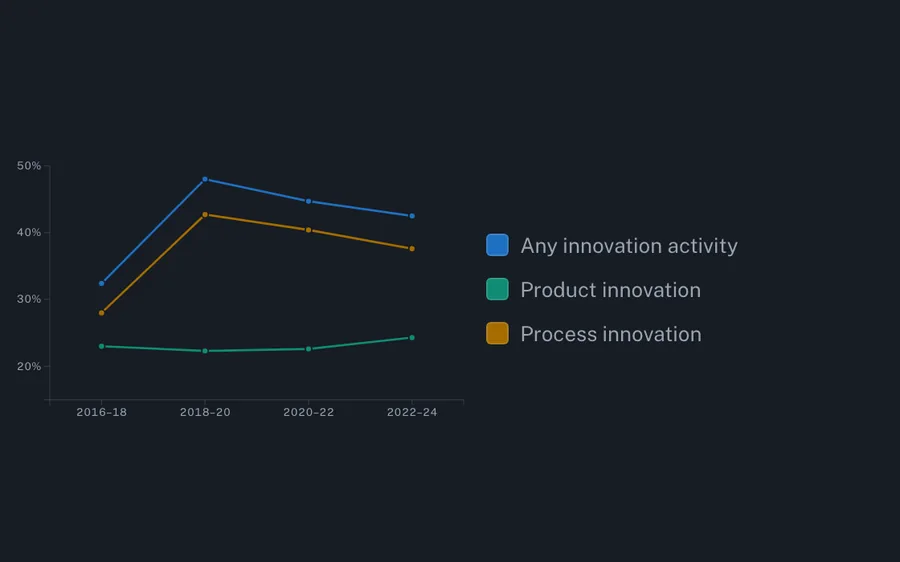 50%
40%
30%
20%
2016–18
2018–20
2020–22
2022–24
Any innovation activity
Product innovation
Process innovation